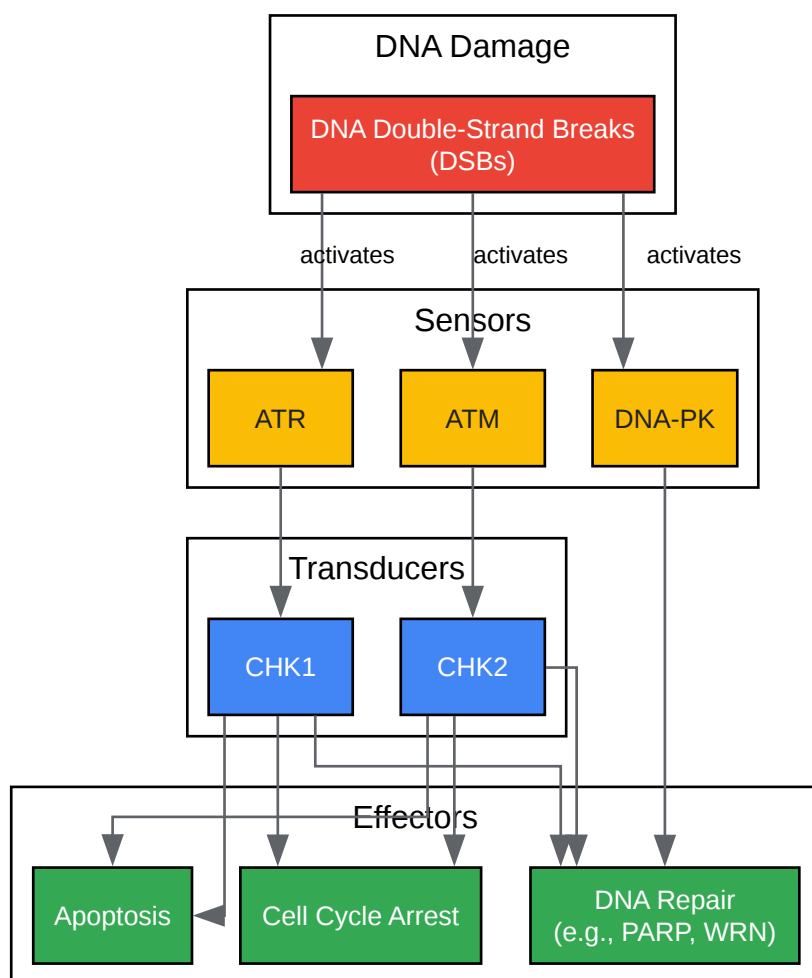 DNA Damage
DNA Double-Strand Breaks
(DSBs)
activates
activates
activates
Sensors
ATR
ATM
DNA-PK
Transducers
CHK1
CHK2
Effectors
Apoptosis
Cell Cycle Arrest
DNA Repair
(e.g., PARP, WRN)